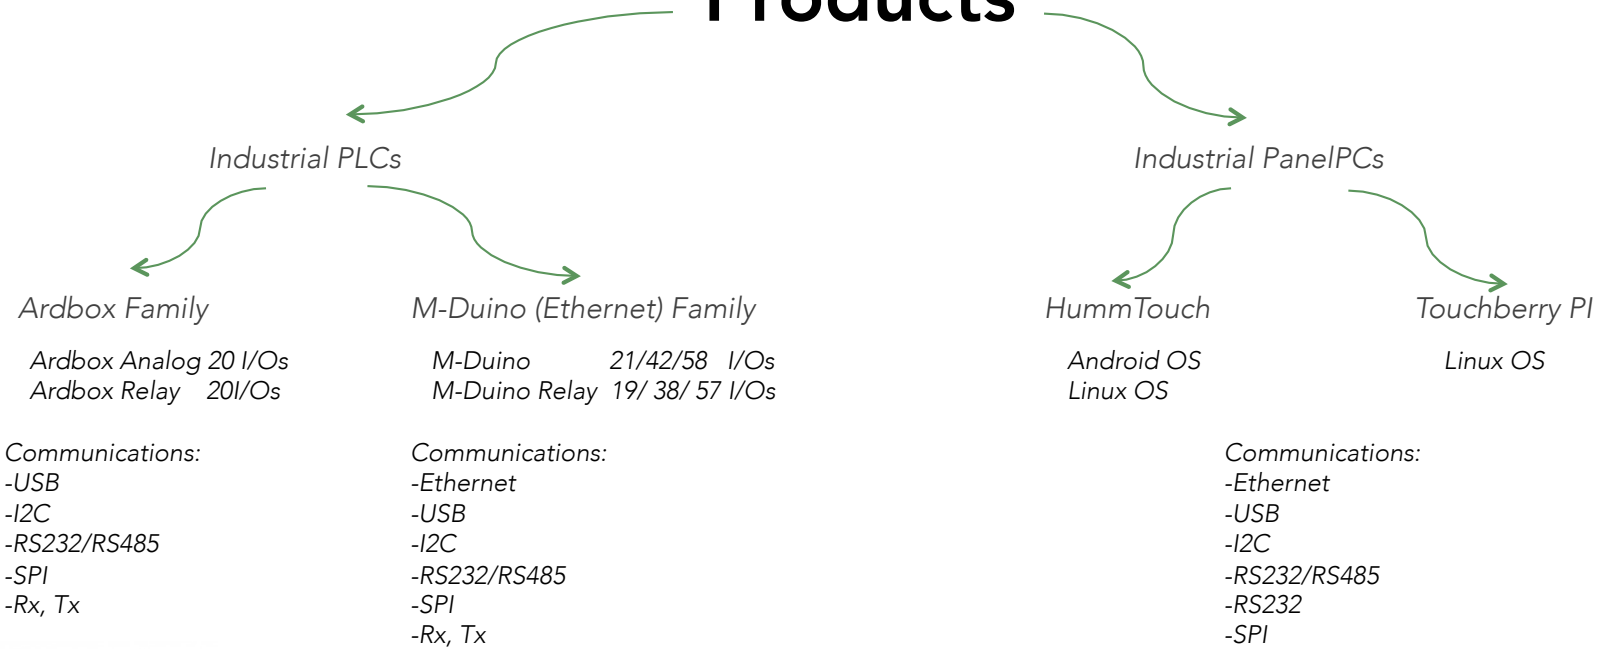 Products
Industrial PLCs
Industrial PanelPCs
Ardbox Family
M-Duino (Ethernet) Family
HummTouch
Touchberry PI
Ardbox Analog 20 I/Os
Ardbox Relay 20I/Os
M-Duino 21/42/58 I/Os
M-Duino Relay 19/ 38/ 57 I/Os
Android OS
Linux OS
Linux OS
Communications:
-USB
-I2C
-RS232/RS485
-SPI
-Rx, Tx
Communications:
-Ethernet
-USB
-I2C
-RS232/RS485
-SPI
-Rx, Tx
Communications:
-Ethernet
-USB
-I2C
-RS232/RS485
-RS232
-SPI